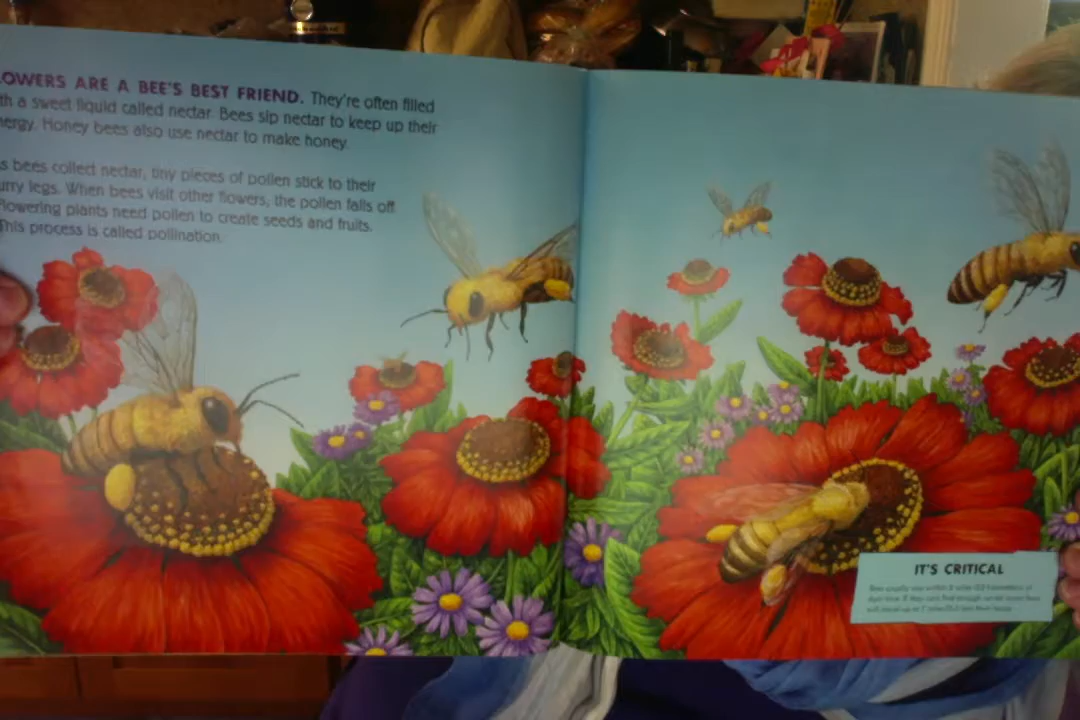 OWERS ARE A BEE'S BEST FRIEND. They're often filled
th a sweet liquid called nectar. Bees sip nectar to keep up their
nergy. Honey bees also use nectar to make honey.
s bees collect nectar, tiny pieces of pollen stick to their
urry legs. When bees visit other flowers, the pollen falls off.
Flowering plants need pollen to create seeds and fruits.
This process is called pollination.
IT'S CRITICAL